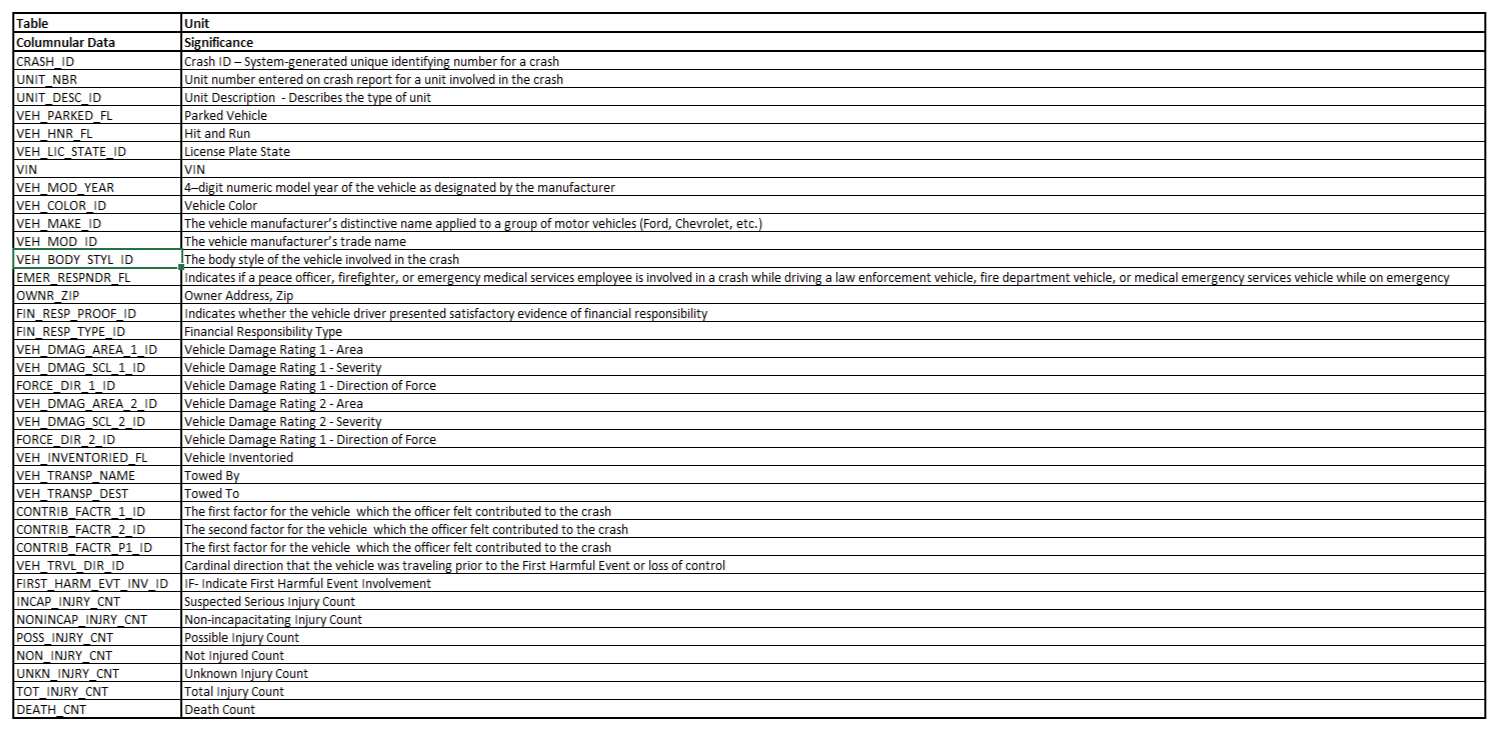 Table Unit
Columnular Data Significance
CRASH_ID Crash ID – System-generated unique identifying number for a crash
UNIT_NBR Unit number entered on crash report for a unit involved in the crash
UNIT_DESC_ID Unit Description - Describes the type of unit
VEH_PARKED_FL Parked Vehicle
VEH_HNR_FL Hit and Run
VEH_LIC_STATE_ID License Plate State
VIN VIN
VEH_MOD_YEAR 4–digit numeric model year of the vehicle as designated by the manufacturer
VEH_COLOR_ID Vehicle Color
VEH_MAKE_ID The vehicle manufacturer’s distinctive name applied to a group of motor vehicles (Ford, Chevrolet, etc.)
VEH_MOD_ID The vehicle manufacturer’s trade name
VEH_BODY_STYL_ID The body style of the vehicle involved in the crash
EMER_RESPNDR_FL Indicates if a peace officer, firefighter, or emergency medical services employee is involved in a crash while driving a law enforcement vehicle, fire department vehicle, or medical emergency services vehicle while on emergency
OWNR_ZIP Owner Address, Zip
FIN_RESP_PROOF_ID Indicates whether the vehicle driver presented satisfactory evidence of financial responsibility
FIN_RESP_TYPE_ID Financial Responsibility Type
VEH_DMAG_AREA_1_ID Vehicle Damage Rating 1 - Area
VEH_DMAG_SCL_1_ID Vehicle Damage Rating 1 - Severity
FORCE_DIR_1_ID Vehicle Damage Rating 1 - Direction of Force
VEH_DMAG_AREA_2_ID Vehicle Damage Rating 2 - Area
VEH_DMAG_SCL_2_ID Vehicle Damage Rating 2 - Severity
FORCE_DIR_2_ID Vehicle Damage Rating 1 - Direction of Force
VEH_INVENTORIED_FL Vehicle Inventoried
VEH_TRANSP_NAME Towed By
VEH_TRANSP_DEST Towed To
CONTRIB_FACTR_1_ID The first factor for the vehicle which the officer felt contributed to the crash
CONTRIB_FACTR_2_ID The second factor for the vehicle which the officer felt contributed to the crash
CONTRIB_FACTR_P1_ID The first factor for the vehicle which the officer felt contributed to the crash
VEH_TRVL_DIR_ID Cardinal direction that the vehicle was traveling prior to the First Harmful Event or loss of control
FIRST_HARM_EVT_INV_ID IF- Indicate First Harmful Event Involvement
INCAP_INJRY_CNT Suspected Serious Injury Count
NONINCAP_INJRY_CNT Non-incapacitating Injury Count
POSS_INJRY_CNT Possible Injury Count
NON_INJRY_CNT Not Injured Count
UNKN_INJRY_CNT Unknown Injury Count
TOT_INJRY_CNT Total Injury Count
DEATH_CNT Death Count